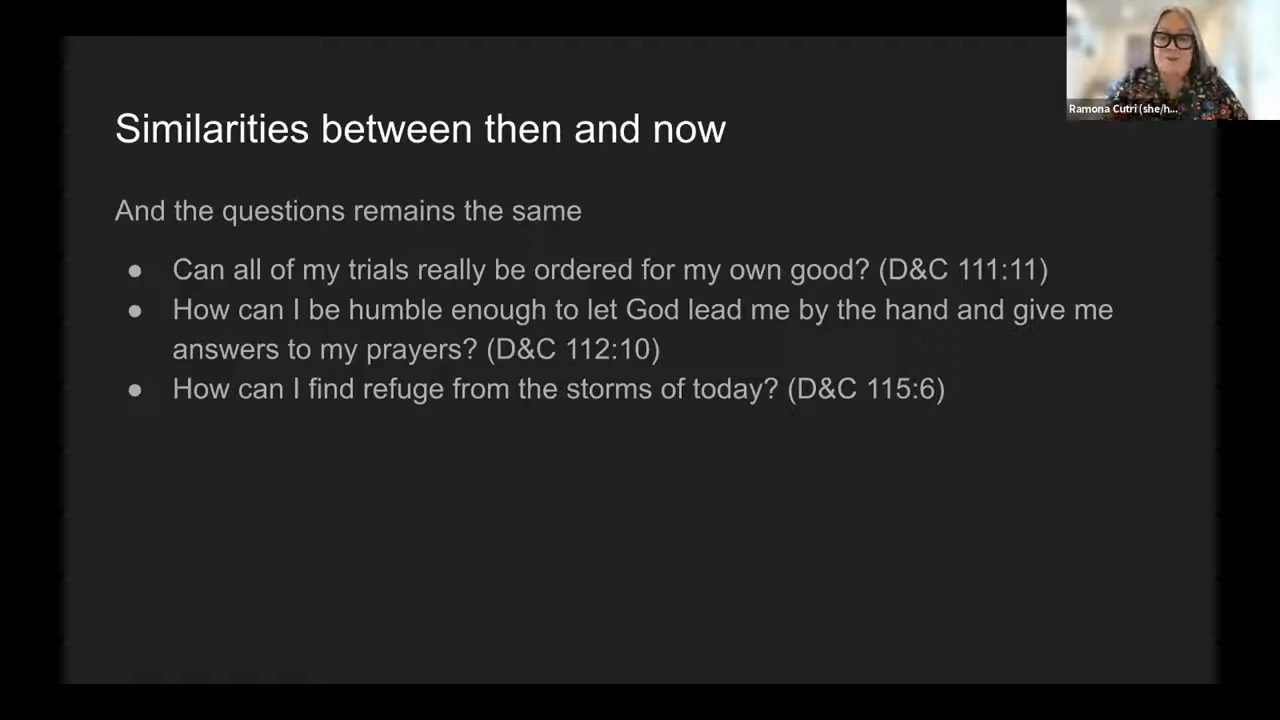 Ramona Cutri (she/h...
Similarities between then and now
And the questions remains the same
● Can all of my trials really be ordered for my own good? (D&C 111:11)
● How can I be humble enough to let God lead me by the hand and give me
answers to my prayers? (D&C 112:10)
● How can I find refuge from the storms of today? (D&C 115:6)